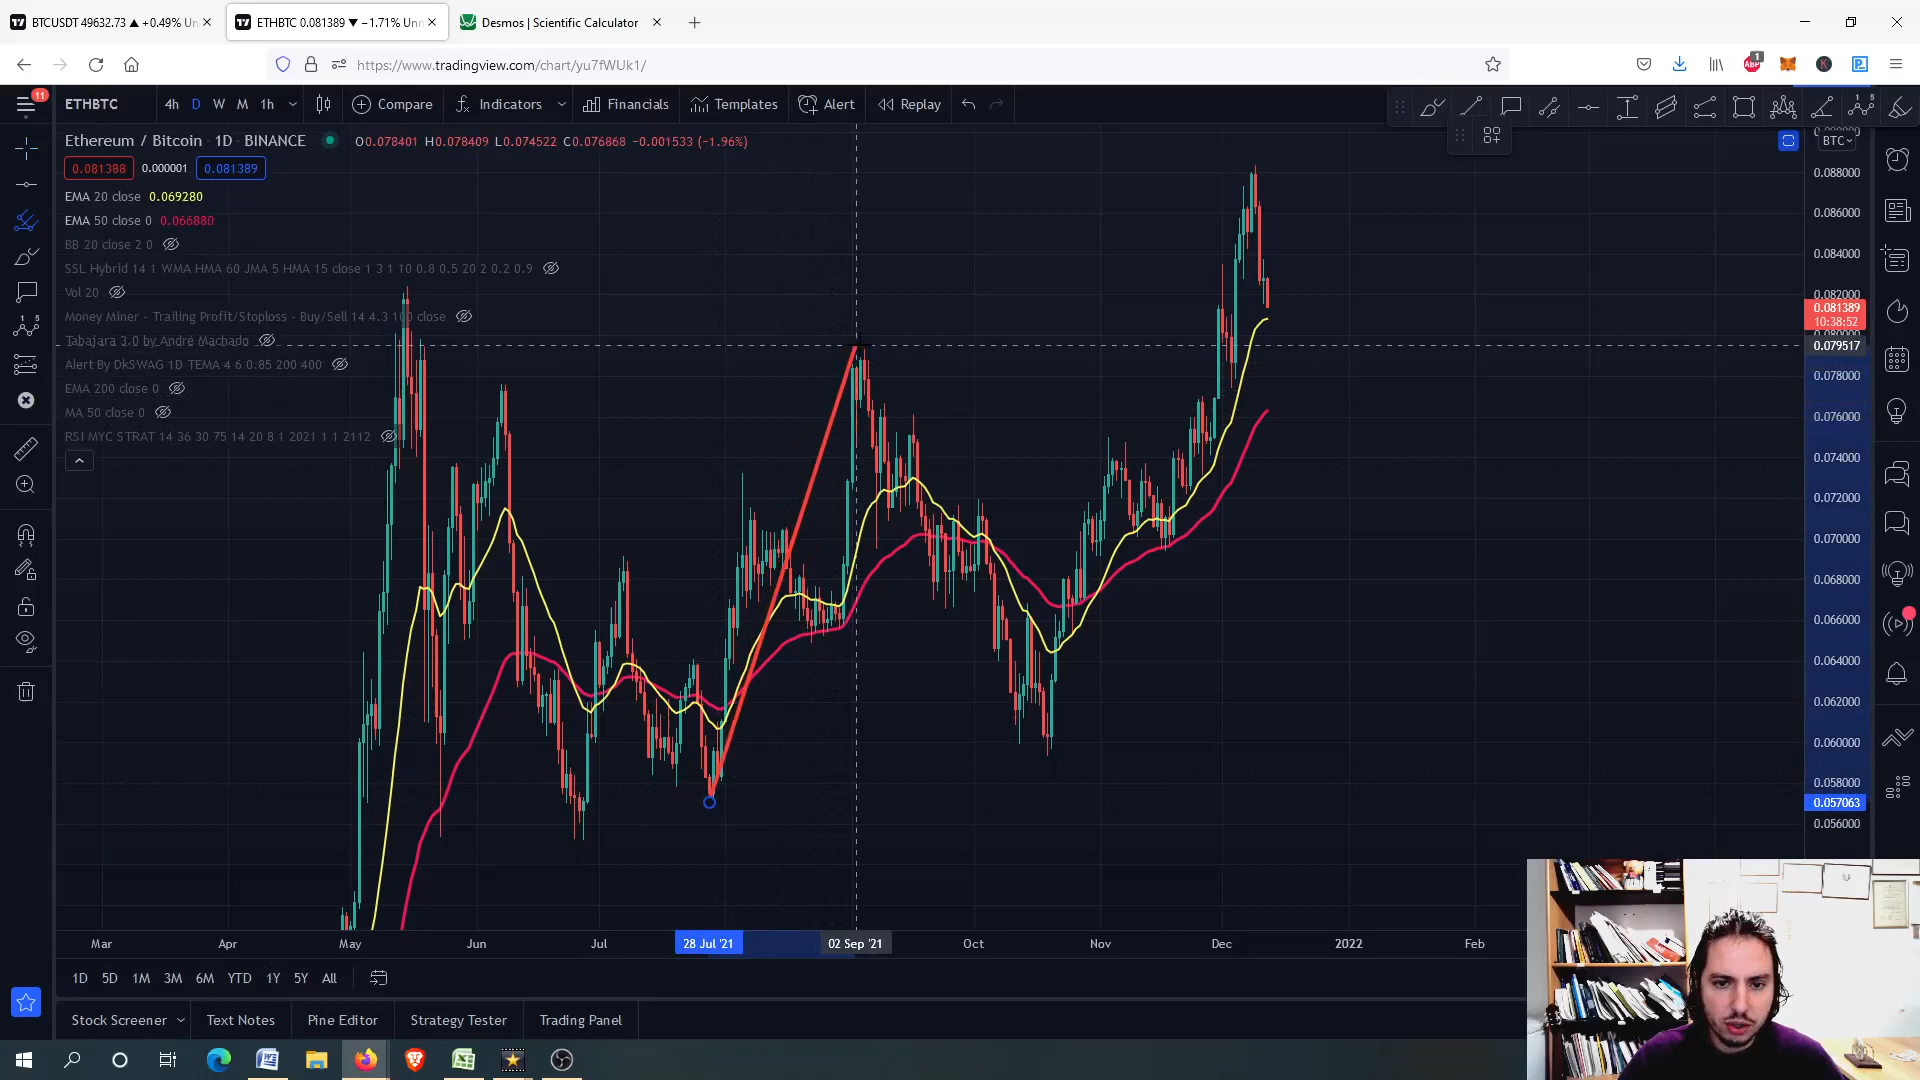 BTCUSDT 49632.73 ▲ +0.49% Un
ETHBTC 0.081389 ▼ −1.71% Unn
Desmos | Scientific Calculator
https://www.tradingview.com/chart/yu7fWUk1/
1
11
ETHBTC
4h D W M 1h
Compare
Indicators
Financials
Templates
Alert
Replay
Ethereum / Bitcoin · 1D · BINANCE
O0.078401 H0.078409 L0.074522 C0.076868 −0.001533 (−1.96%)
BTC
0.081388 0.000001 0.081389
EMA 20 close 0.069280
EMA 50 close 0 0.066880
BB 20 close 2 0
SSL Hybrid 14 1 WMA HMA 60 JMA 5 HMA 15 close 1 3 1 10 0.8 0.5 20 2 0.2 0.9
Vol 20
Money Miner - Trailing Profit/Stoploss - Buy/Sell 14 4.3 100 close
Tabajara 3.0 by André Machado
Alert By DkSWAG 1D TEMA 4 6 0.85 200 400
EMA 200 close 0
MA 50 close 0
RSI MYC STRAT 14 36 30 75 14 20 8 1 2021 1 1 2112
0.088000
0.086000
0.084000
0.082000
0.081389
10:38:52
0.079517
0.078000
0.076000
0.074000
0.072000
0.070000
0.068000
0.066000
0.064000
0.062000
0.060000
0.058000
0.057063
0.056000
Mar Apr May Jun Jul 28 Jul '21 02 Sep '21 Oct Nov Dec 2022 Feb
1D 5D 1M 3M 6M YTD 1Y 5Y All
Stock Screener Text Notes Pine Editor Strategy Tester Trading Panel